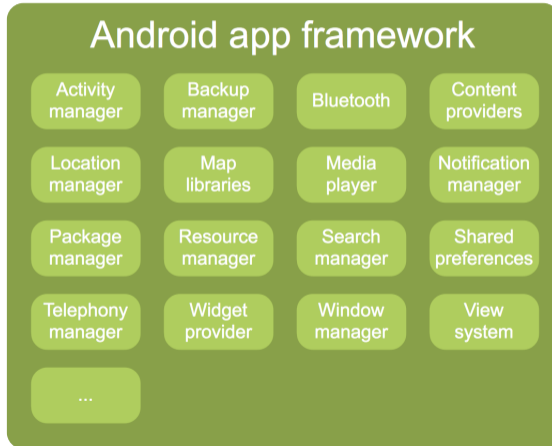 Android app framework
Activity
manager
Backup
manager
Bluetooth
Content
providers
Location
manager
Map
libraries
Media
player
Notification
manager
Package
manager
Resource
manager
Search
manager
Shared
preferences
Telephony
manager
Widget
provider
Window
manager
View
system
...